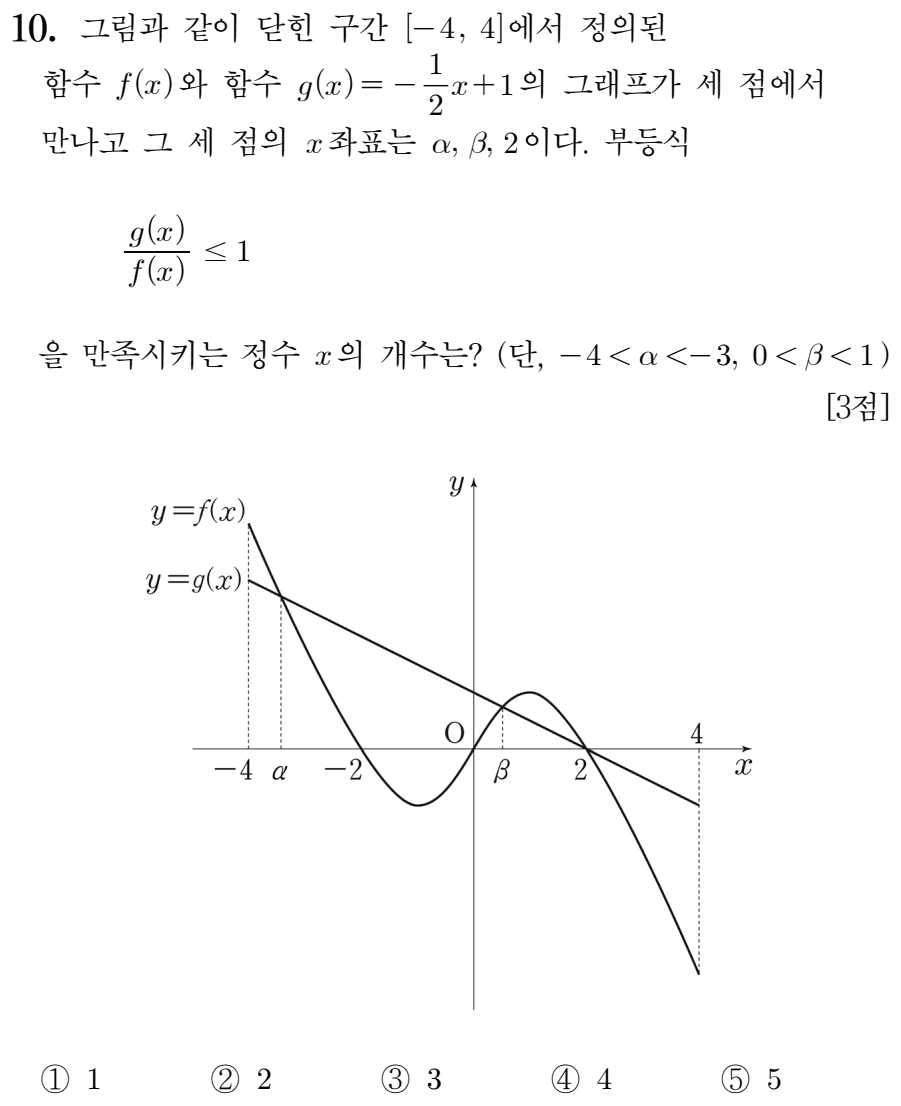 10. 그림과 같이 닫힌 구간 [−4, 4]에서 정의된
함수 f(x)와 함수 g(x)=−\frac{1}{2}x+1의 그래프가 세 점에서
만나고 그 세 점의 x좌표는 α, β, 2이다. 부등식
\frac{g(x)}{f(x)} ≤ 1
을 만족시키는 정수 x의 개수는? (단, −4<α<−3, 0<β<1)
[3점]
y
y=f(x)
y=g(x)
O
4
−4 α −2 β 2 x
① 1 ② 2 ③ 3 ④ 4 ⑤ 5